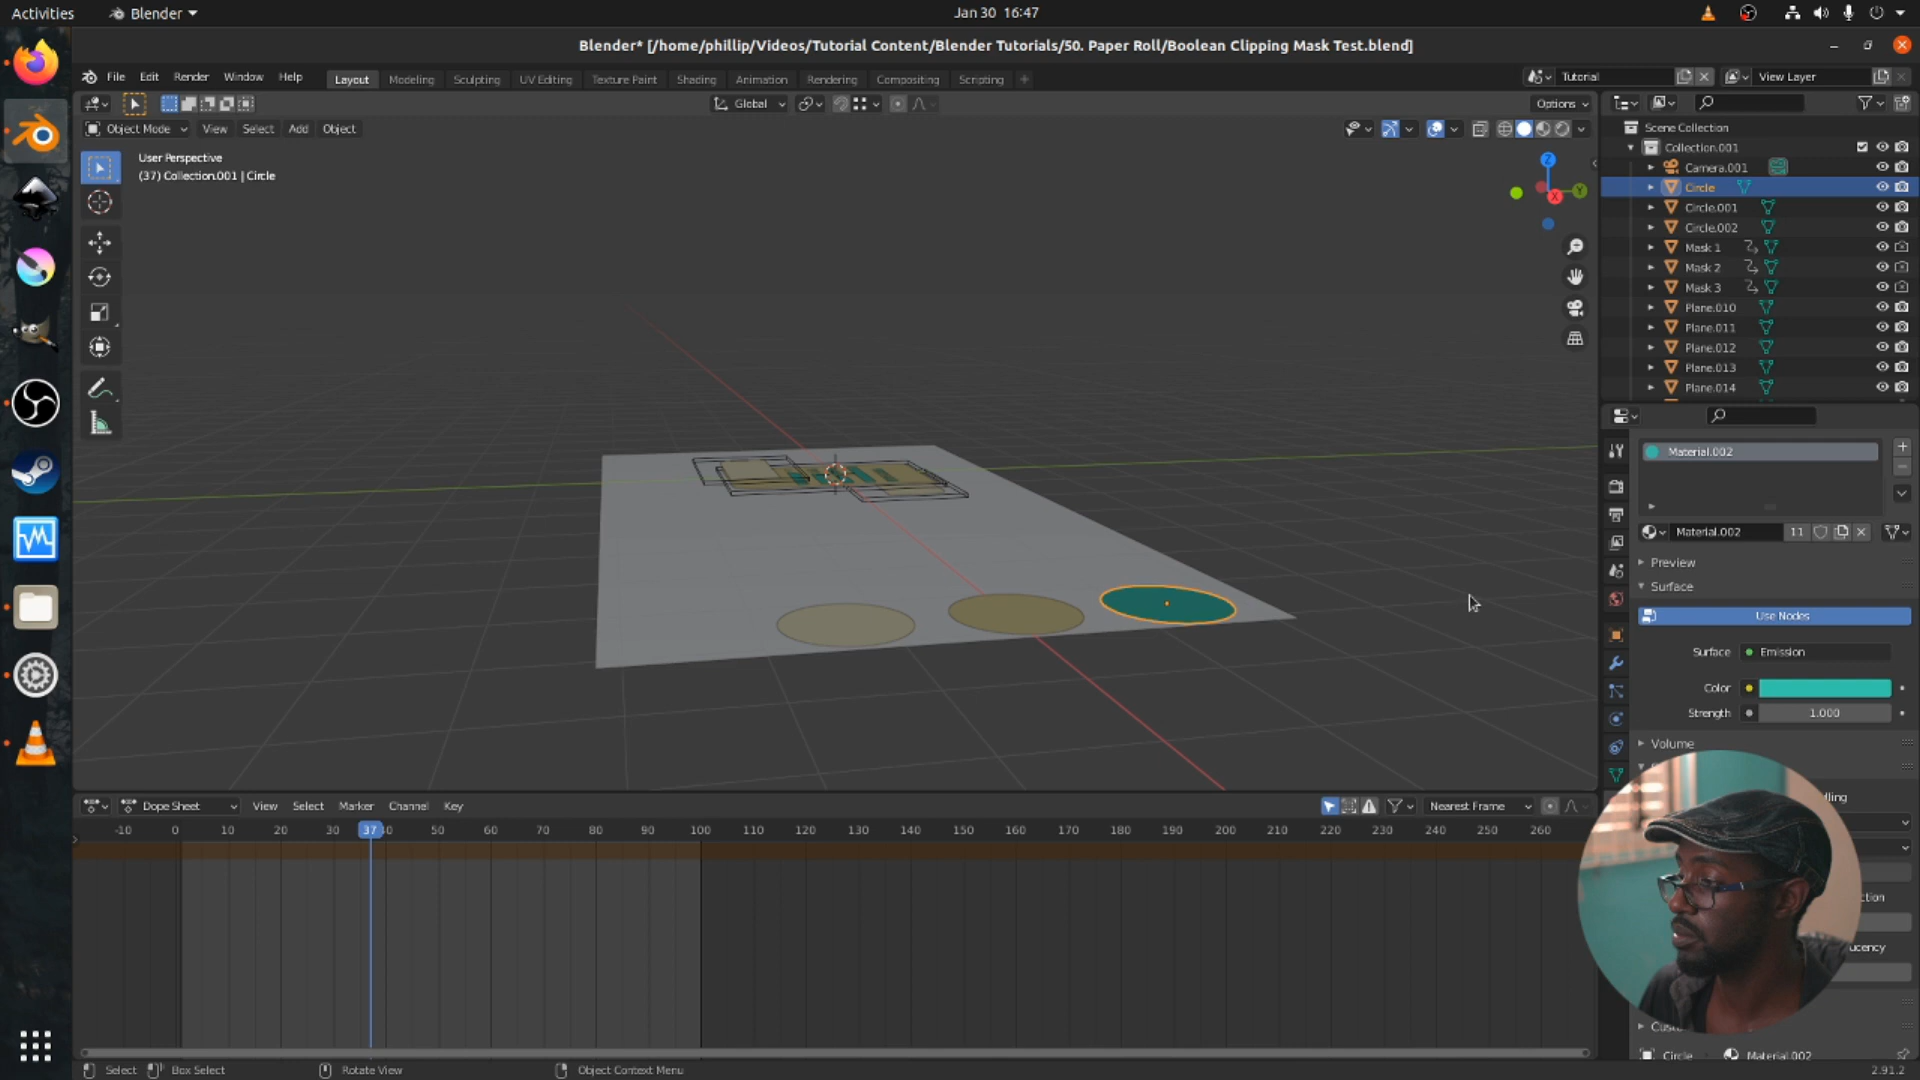 Activities
Blender
Jan 30 16:47
Blender* [/home/phillip/Videos/Tutorial Content/Blender Tutorials/50. Paper Roll/Boolean Clipping Mask Test.blend]
File Edit Render Window Help
Layout Modeling Sculpting UV Editing Texture Paint Shading Animation Rendering Compositing Scripting
Tutorial
View Layer
Global
Options
Object Mode View Select Add Object
User Perspective
(37) Collection.001 | Circle
Z
Y
X
Scene Collection
Collection.001
Camera.001
Circle
Circle.001
Circle.002
Mask 1
Mask 2
Mask 3
Plane.010
Plane.011
Plane.012
Plane.013
Plane.014
Material.002
Material.002 11
Preview
Surface
Use Nodes
Surface Emission
Color
Strength 1.000
Volume
Circle Material.002
Dope Sheet View Select Marker Channel Key
Nearest Frame
-10 0 10 20 30 37 40 50 60 70 80 90 100 110 120 130 140 150 160 170 180 190 200 210 220 230 240 250 260
Select Box Select Rotate View Object Context Menu
2.91.2